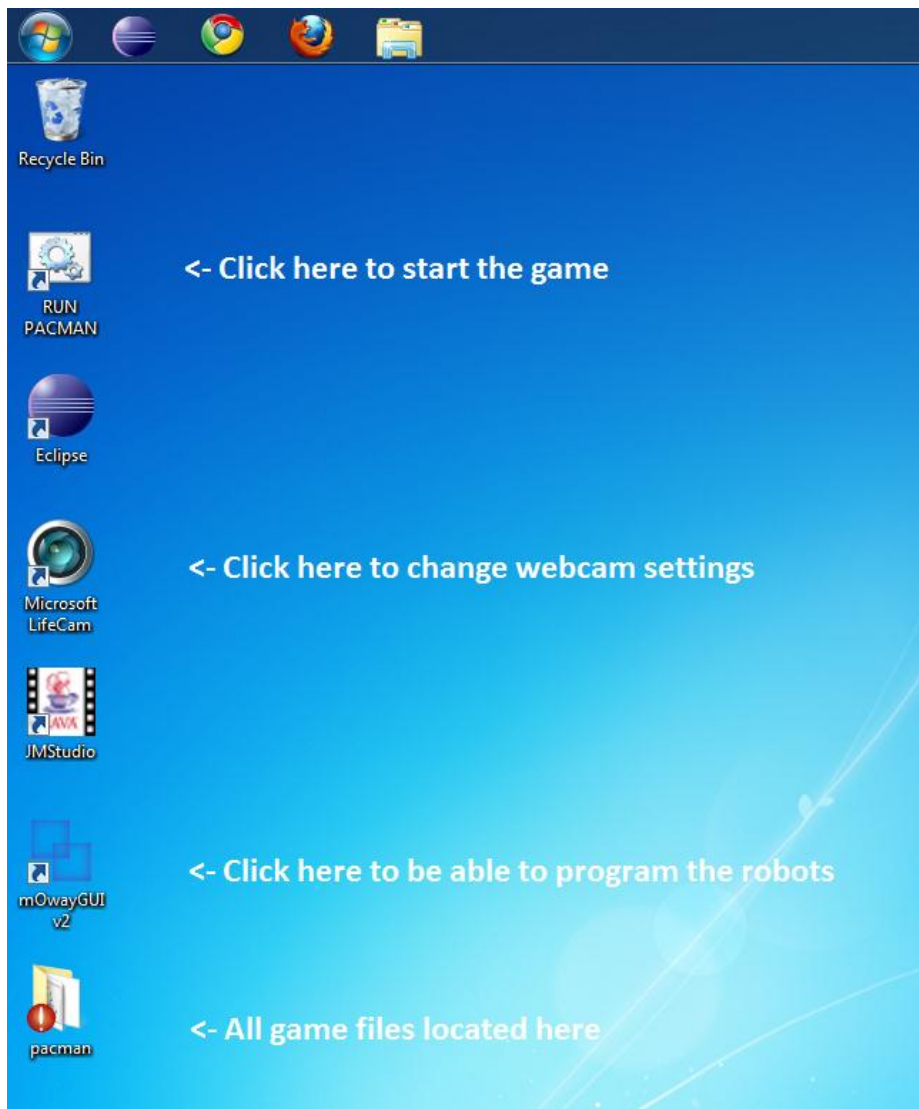 Recycle Bin
<- Click here to start the game
RUN
PACMAN
Eclipse
<- Click here to change webcam settings
Microsoft
LifeCam
JAVA
JMStudio
<- Click here to be able to program the robots
mOwayGUI
v2
<- All game files located here
pacman